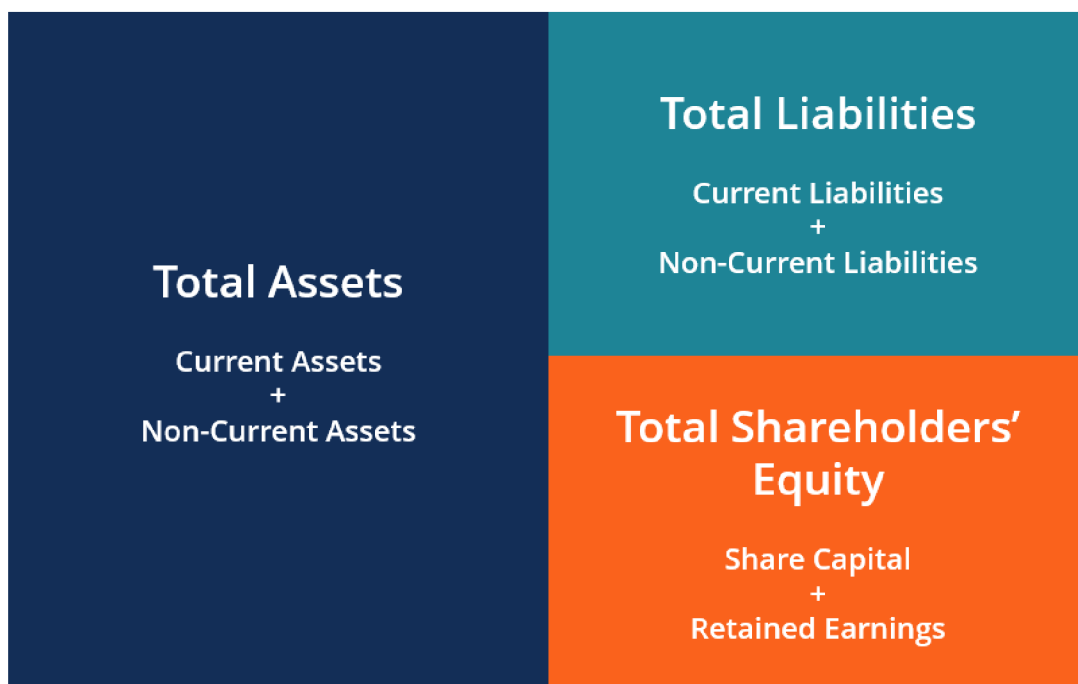 Total Assets
Current Assets
+
Non-Current Assets
Total Liabilities
Current Liabilities
+
Non-Current Liabilities
Total Shareholders’
Equity
Share Capital
+
Retained Earnings